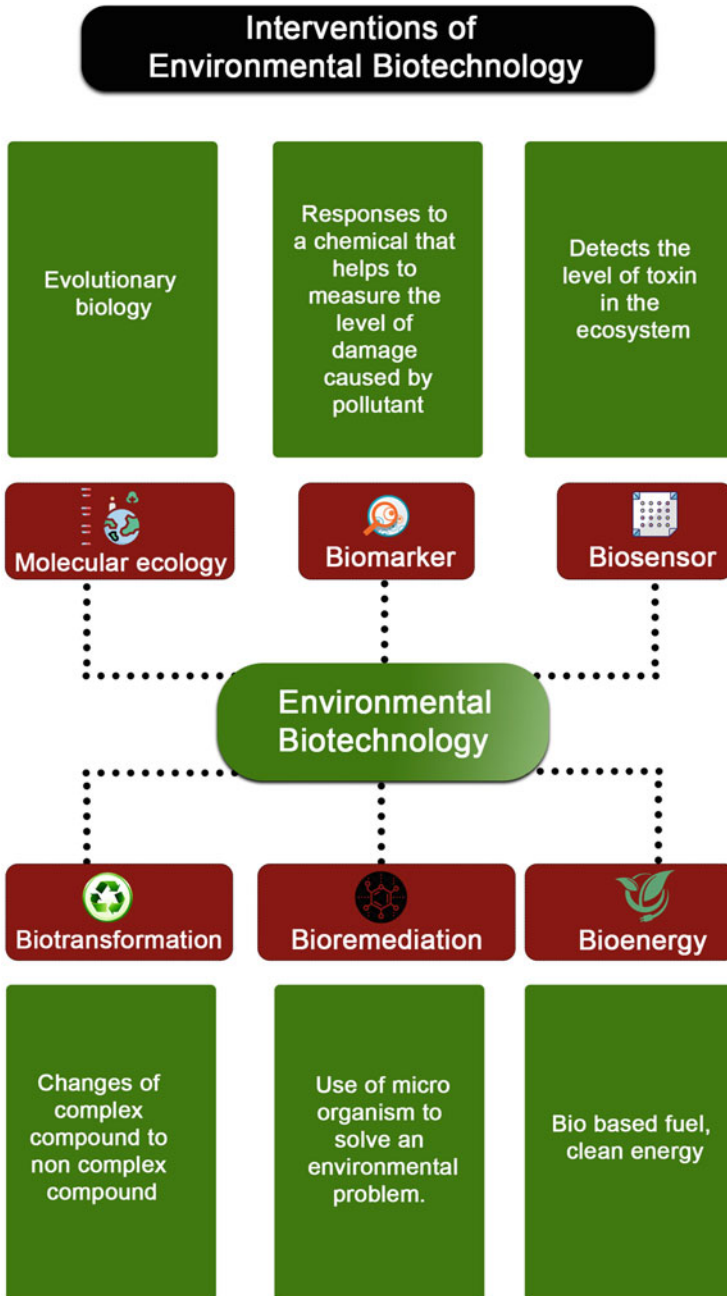 Interventions of
Environmental Biotechnology
Evolutionary
biology
Responses to
a chemical that
helps to
measure the
level of
damage
caused by
pollutant
Detects the
level of toxin
in the
ecosystem
Molecular ecology
Biomarker
Biosensor
Environmental
Biotechnology
Biotransformation
Bioremediation
Bioenergy
Changes of
complex
compound to
non complex
compound
Use of micro
organism to
solve an
environmental
problem.
Bio based fuel,
clean energy